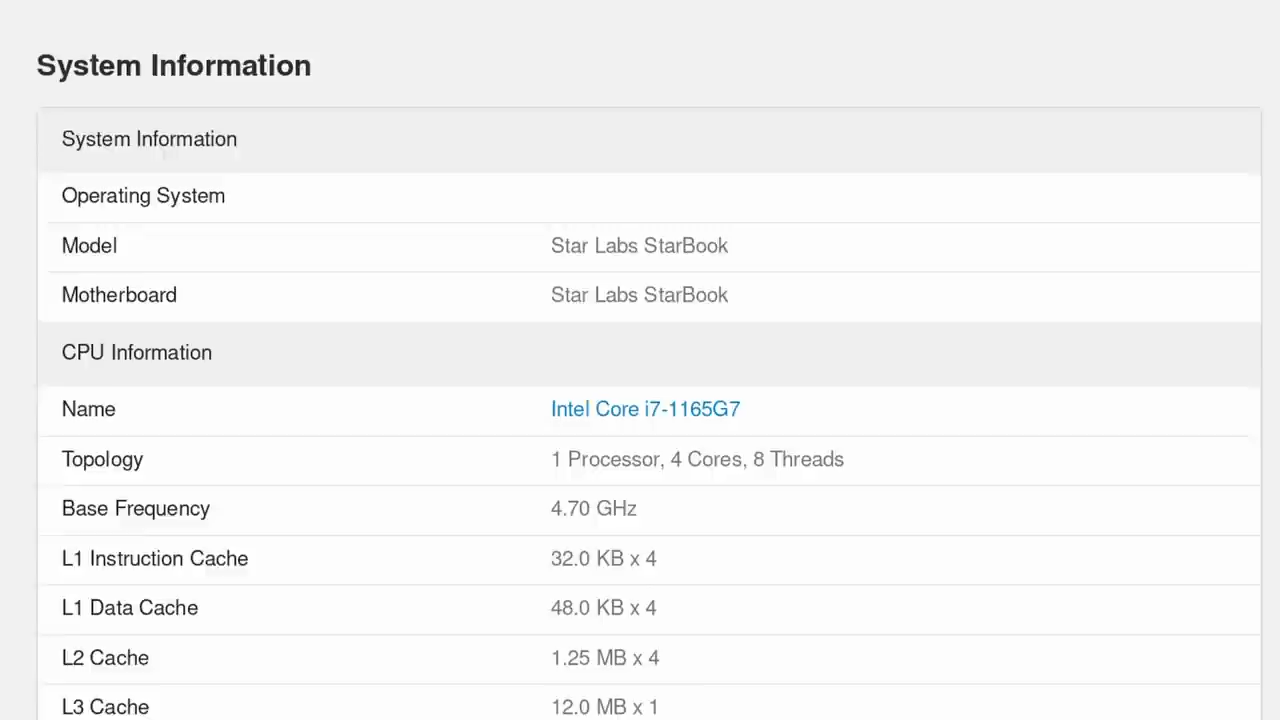 System Information
System Information
Operating System
Model Star Labs StarBook
Motherboard Star Labs StarBook
CPU Information
Name Intel Core i7-1165G7
Topology 1 Processor, 4 Cores, 8 Threads
Base Frequency 4.70 GHz
L1 Instruction Cache 32.0 KB x 4
L1 Data Cache 48.0 KB x 4
L2 Cache 1.25 MB x 4
L3 Cache 12.0 MB x 1